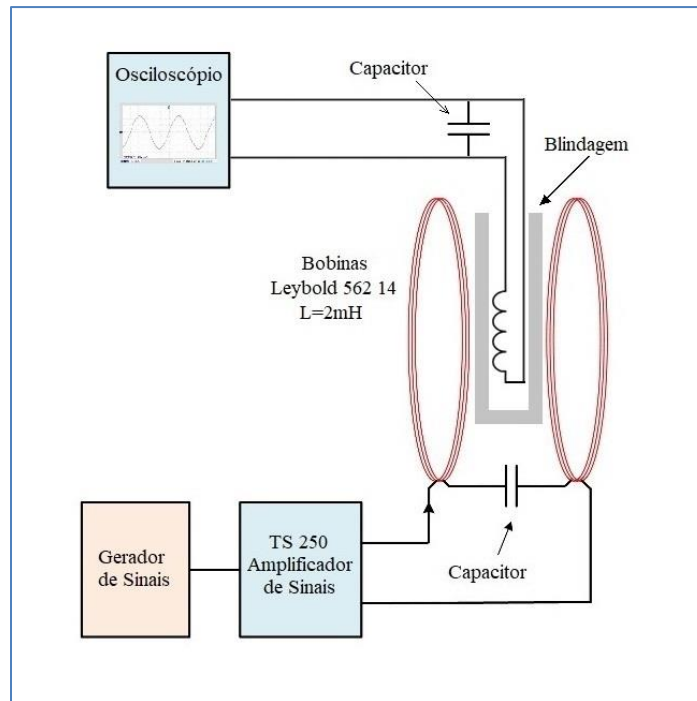 Osciloscópio
Capacitor
Blindagem
Bobinas
Leybold 562 14
L=2mH
Gerador
de Sinais
TS 250
Amplificador
de Sinais
Capacitor